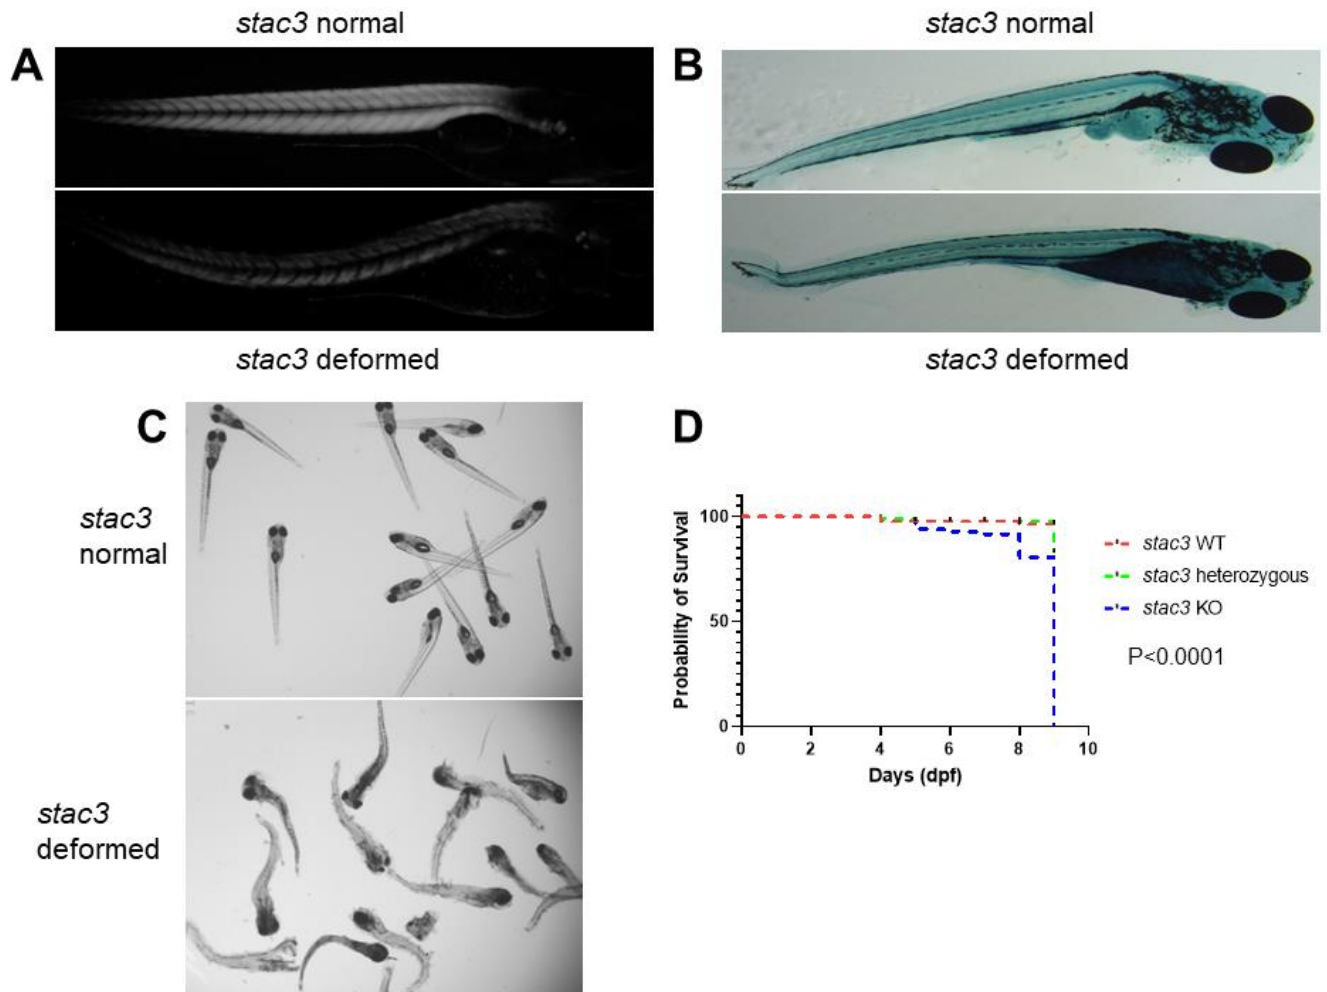 stac3 normal
stac3 normal
A
B
stac3 deformed
stac3 deformed
C
D
stac3
normal
stac3
deformed
Probability of Survival
100
50
0
0 2 4 6 8 10
Days (dpf)
stac3 WT
stac3 heterozygous
stac3 KO
P<0.0001